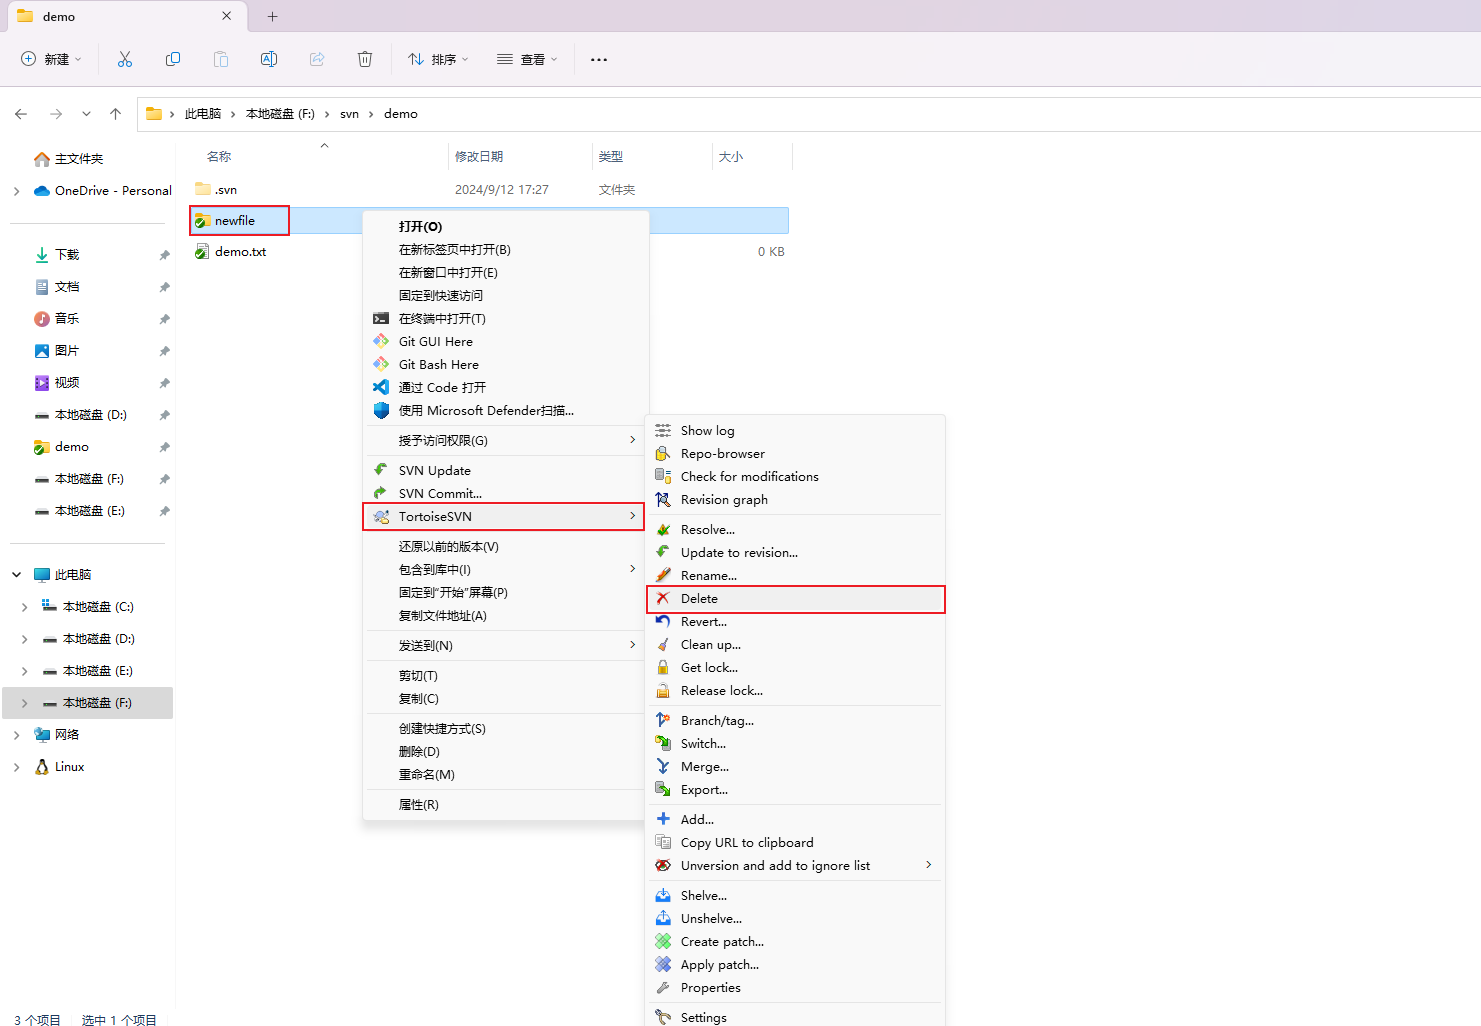 demo
新建
排序
查看
此电脑 › 本地磁盘 (F:) › svn › demo
名称 修改日期 类型 大小
.svn 2024/9/12 17:27 文件夹
newfile
demo.txt 0 KB
主文件夹
OneDrive - Personal
下载
文档
音乐
图片
视频
本地磁盘 (D:)
demo
本地磁盘 (F:)
本地磁盘 (E:)
此电脑
本地磁盘 (C:)
本地磁盘 (D:)
本地磁盘 (E:)
本地磁盘 (F:)
网络
Linux
打开(O)
在新标签页中打开(B)
在新窗口中打开(E)
固定到快速访问
在终端中打开(T)
Git GUI Here
Git Bash Here
通过 Code 打开
使用 Microsoft Defender扫描...
授予访问权限(G)
SVN Update
SVN Commit...
TortoiseSVN
还原以前的版本(V)
包含到库中(I)
固定到"开始"屏幕(P)
复制文件地址(A)
发送到(N)
剪切(T)
复制(C)
创建快捷方式(S)
删除(D)
重命名(M)
属性(R)
Show log
Repo-browser
Check for modifications
Revision graph
Resolve...
Update to revision...
Rename...
Delete
Revert...
Clean up...
Get lock...
Release lock...
Branch/tag...
Switch...
Merge...
Export...
Add...
Copy URL to clipboard
Unversion and add to ignore list
Shelve...
Unshelve...
Create patch...
Apply patch...
Properties
Settings
3 个项目 选中 1 个项目